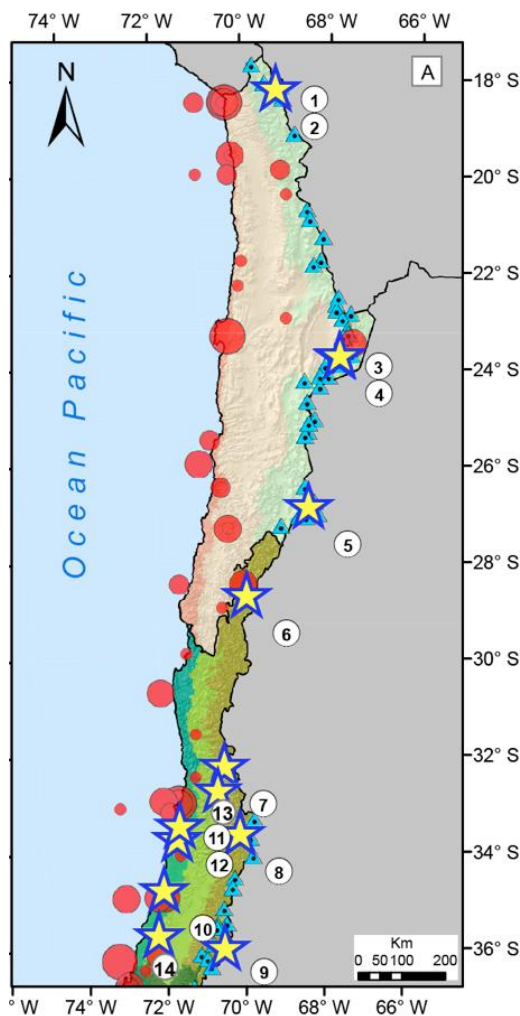 74° W 72° W 70° W 68° W 66° W
A
N
18° S
1
2
20° S
22° S
Ocean Pacific
3
24° S
4
26° S
5
28° S
6
30° S
32° S
7
13
11
34° S
12
8
10
36° S
14
9
Km
0 50 100 200
° W 74° W 72° W 70° W 68° W 66° W